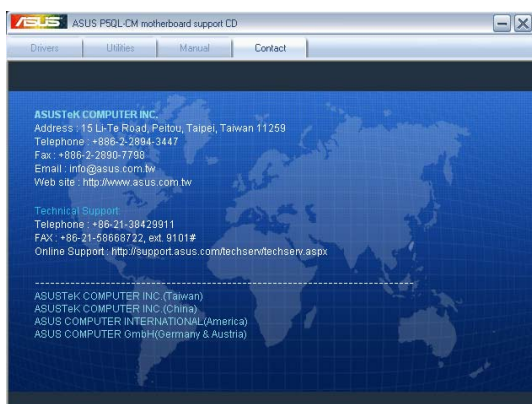 ASUS ASUS P5QL-CM motherboard support CD
Drivers Utilities Manual Contact
ASUSTeK COMPUTER INC.
Address : 15 Li-Te Road, Peitou, Taipei, Taiwan 11259
Telephone : +886-2-2894-3447
Fax : +886-2-2890-7798
Email : info@asus.com.tw
Web site : http://www.asus.com.tw
Technical Support
Telephone : +86-21-38429911
FAX : +86-21-58668722, ext. 9101#
Online Support : http://support.asus.com/techserv/techserv.aspx
ASUSTeK COMPUTER INC.(Taiwan)
ASUSTeK COMPUTER INC.(China)
ASUS COMPUTER INTERNATIONAL(America)
ASUS COMPUTER GmbH(Germany & Austria)